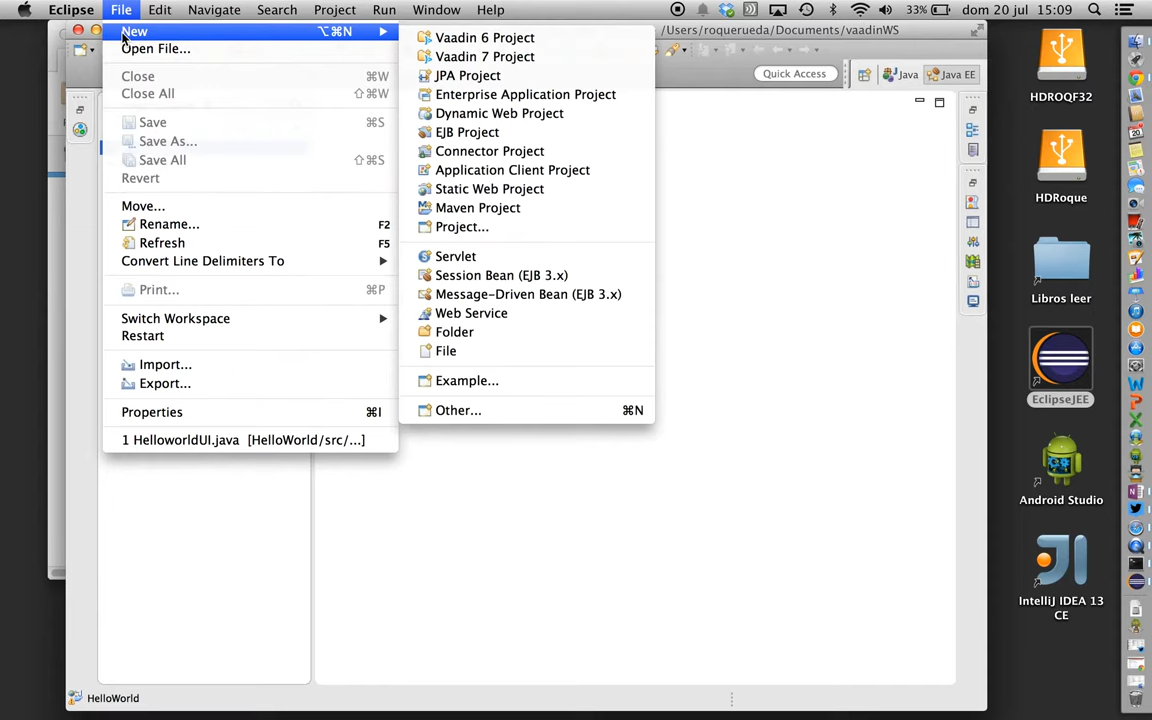 Eclipse File Edit Navigate Search Project Run Window Help 33% dom 20 jul 15:09
/Users/roquerueda/Documents/vaadinWS
Quick Access Java Java EE
New ⌥⌘N
Open File...
Close ⌘W
Close All ⇧⌘W
Save ⌘S
Save As...
Save All ⇧⌘S
Revert
Move...
Rename... F2
Refresh F5
Convert Line Delimiters To
Print... ⌘P
Switch Workspace
Restart
Import...
Export...
Properties ⌘I
1 HelloworldUI.java [HelloWorld/src/...]
Vaadin 6 Project
Vaadin 7 Project
JPA Project
Enterprise Application Project
Dynamic Web Project
EJB Project
Connector Project
Application Client Project
Static Web Project
Maven Project
Project...
Servlet
Session Bean (EJB 3.x)
Message-Driven Bean (EJB 3.x)
Web Service
Folder
File
Example...
Other... ⌘N
HelloWorld
HDROQF32
HDRoque
Libros leer
EclipseJEE
Android Studio
IntelliJ IDEA 13
CE